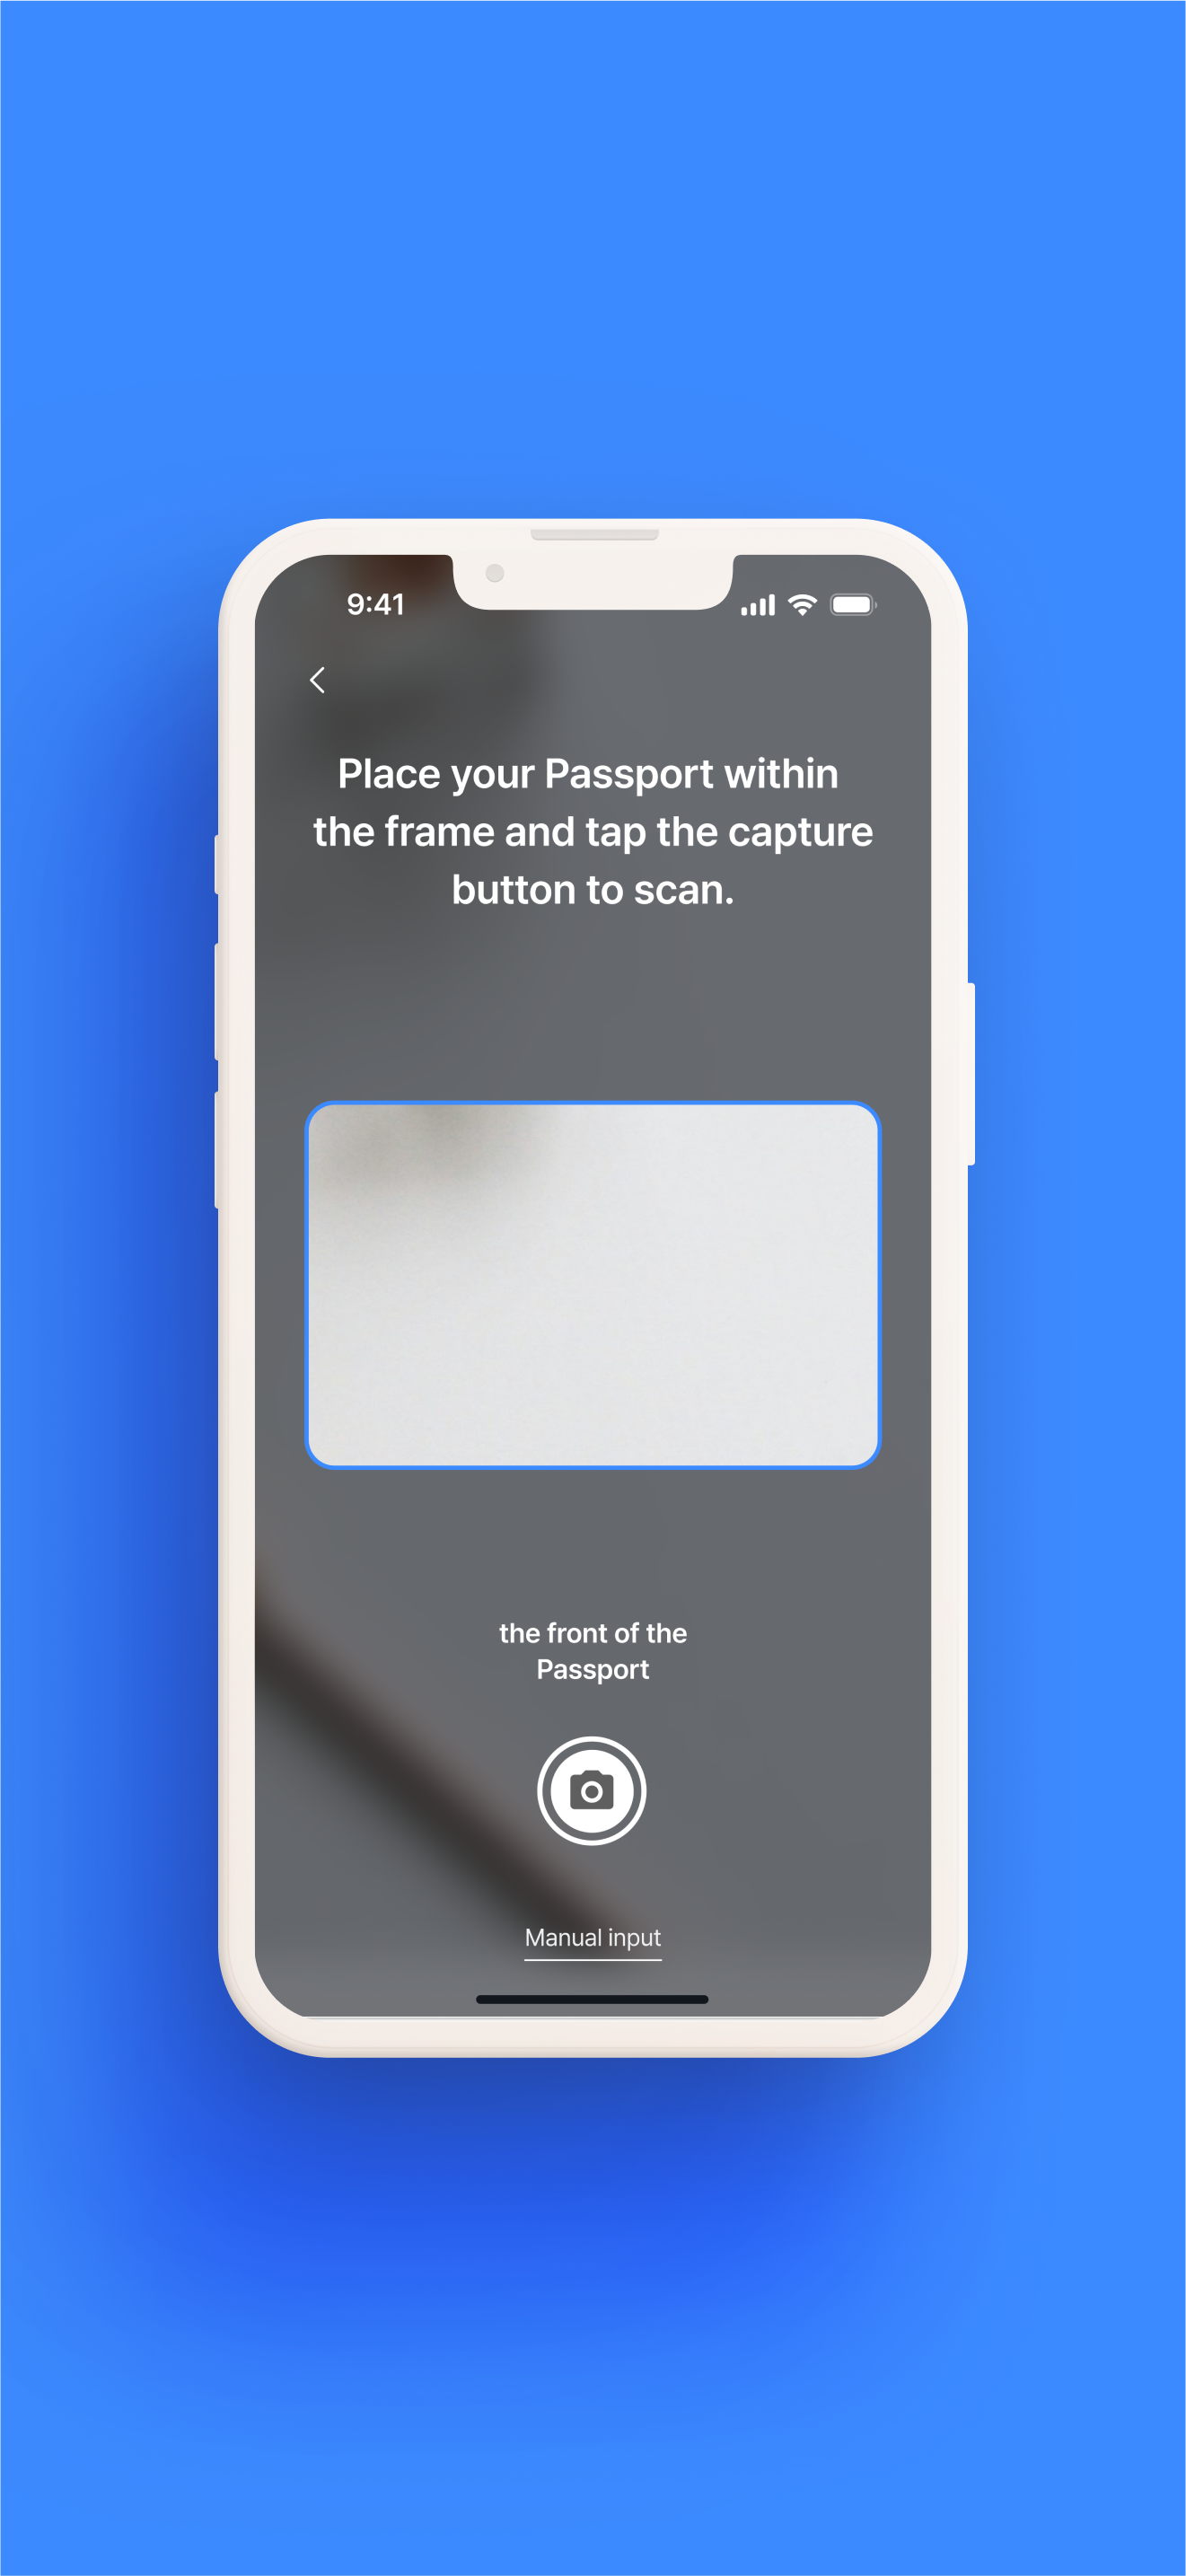 9:41
Place your Passport within
the frame and tap the capture
button to scan.
the front of the
Passport
Manual input